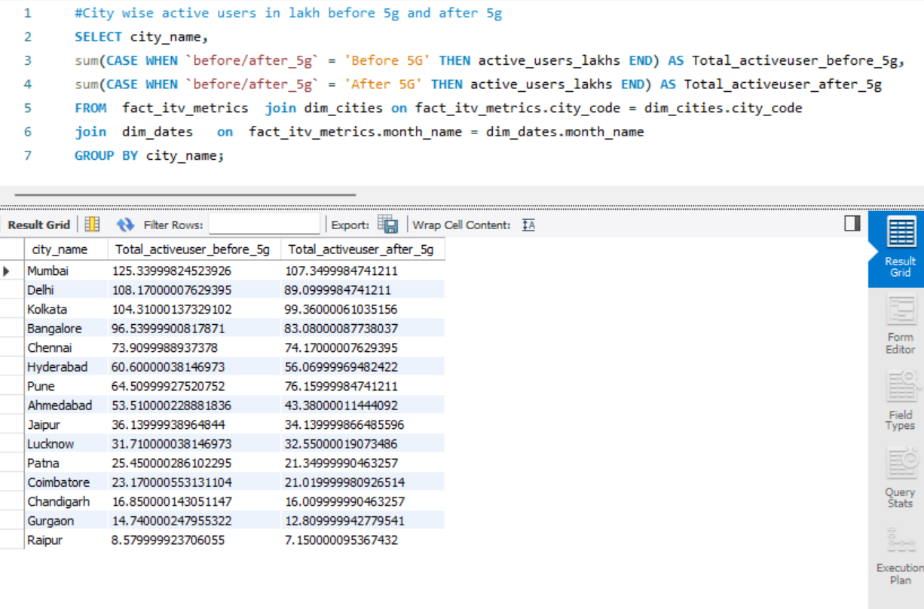 1 #City wise active users in lakh before 5g and after 5g
2 SELECT city_name,
3 sum(CASE WHEN `before/after_5g` = 'Before 5G' THEN active_users_lakhs END) AS Total_activeuser_before_5g,
4 sum(CASE WHEN `before/after_5g` = 'After 5G' THEN active_users_lakhs END) AS Total_activeuser_after_5g
5 FROM fact_itv_metrics join dim_cities on fact_itv_metrics.city_code = dim_cities.city_code
6 join dim_dates on fact_itv_metrics.month_name = dim_dates.month_name
7 GROUP BY city_name;
Result Grid Filter Rows: Export: Wrap Cell Content: IA
city_name Total_activeuser_before_5g Total_activeuser_after_5g
Mumbai 125.33999824523926 107.3499984741211
Delhi 108.17000007629395 89.0999984741211
Kolkata 104.31000137329102 99.36000061035156
Bangalore 96.53999900817871 83.08000087738037
Chennai 73.9099988937378 74.17000007629395
Hyderabad 60.60000038146973 56.06999969482422
Pune 64.50999927520752 76.15999984741211
Ahmedabad 53.510000228881836 43.38000011444092
Jaipur 36.13999938964844 34.139999866485596
Lucknow 31.710000038146973 32.55000019073486
Patna 25.450000286102295 21.34999990463257
Coimbatore 23.170000553131104 21.019999980926514
Chandigarh 16.850000143051147 16.009999990463257
Gurgaon 14.740000247955322 12.809999942779541
Raipur 8.579999923706055 7.150000095367432
Result
Grid
Form
Editor
Field
Types
Query
Stats
Execution
Plan